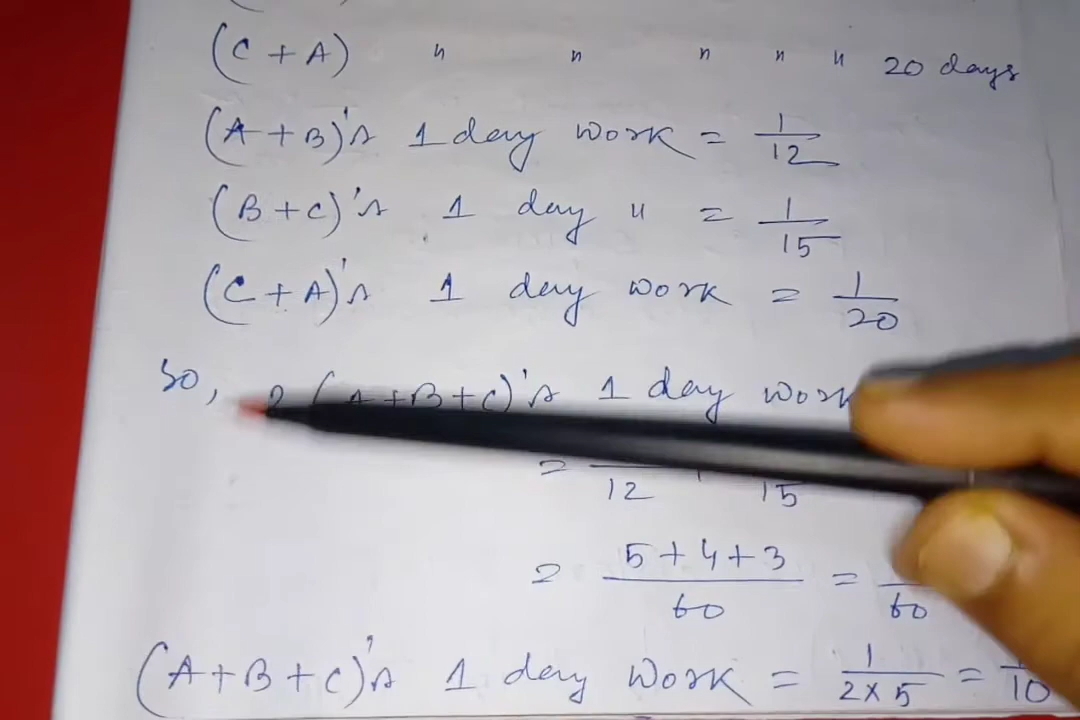 (C + A) " " " " " 20 days
(A + B)'s 1 day work = 1/12
(B + C)'s 1 day " = 1/15
(C + A)'s 1 day work = 1/20
So, 2 (A+B+C)'s 1 day work
= 12 15
= 5+4+3/60 = /60
(A+B+C)'s 1 day work = 1/2×5 = 1/10